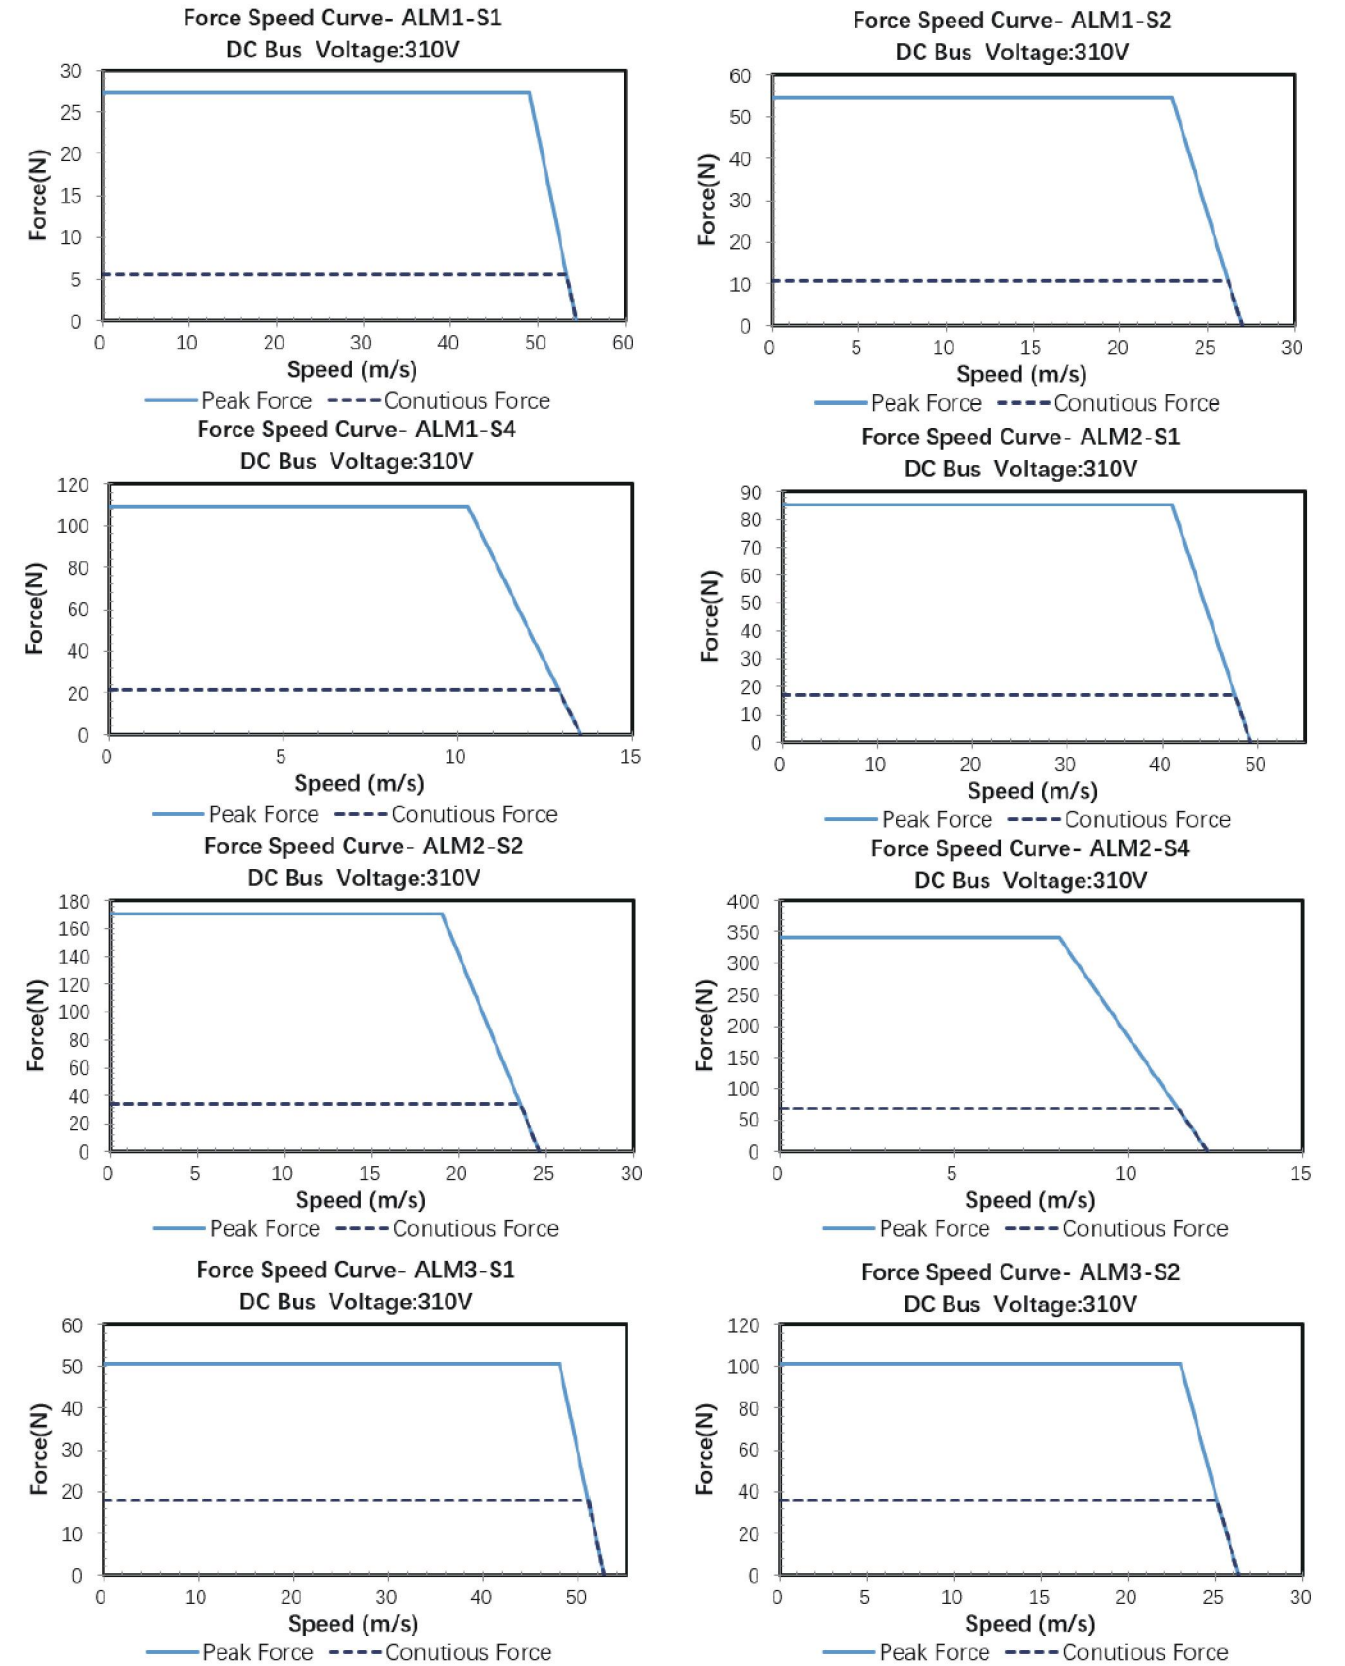 Force Speed Curve- ALM1-S1
DC Bus Voltage:310V
30
25
20
15
10
5
0
Force(N)
0 10 20 30 40 50 60
Speed (m/s)
Peak Force Conutious Force
Force Speed Curve- ALM1-S2
DC Bus Voltage:310V
60
50
40
30
20
10
0
Force(N)
0 5 10 15 20 25 30
Speed (m/s)
Peak Force Conutious Force
Force Speed Curve- ALM1-S4
DC Bus Voltage:310V
120
100
80
60
40
20
0
Force(N)
0 5 10 15
Speed (m/s)
Peak Force Conutious Force
Force Speed Curve- ALM2-S1
DC Bus Voltage:310V
90
80
70
60
50
40
30
20
10
0
Force(N)
0 10 20 30 40 50
Speed (m/s)
Peak Force Conutious Force
Force Speed Curve- ALM2-S2
DC Bus Voltage:310V
180
160
140
120
100
80
60
40
20
0
Force(N)
0 5 10 15 20 25 30
Speed (m/s)
Peak Force Conutious Force
Force Speed Curve- ALM2-S4
DC Bus Voltage:310V
400
350
300
250
200
150
100
50
0
Force(N)
0 5 10 15
Speed (m/s)
Peak Force Conutious Force
Force Speed Curve- ALM3-S1
DC Bus Voltage:310V
60
50
40
30
20
10
0
Force(N)
0 10 20 30 40 50
Speed (m/s)
Peak Force Conutious Force
Force Speed Curve- ALM3-S2
DC Bus Voltage:310V
120
100
80
60
40
20
0
Force(N)
0 5 10 15 20 25 30
Speed (m/s)
Peak Force Conutious Force